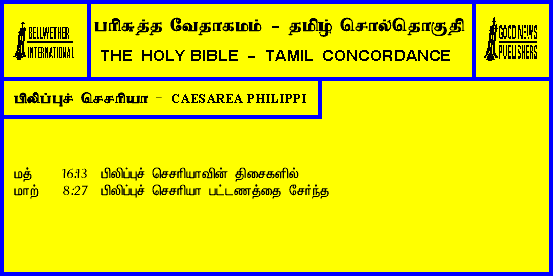 BELLWETHER
INTERNATIONAL
பரிசுத்த வேதாகமம் - தமிழ் சொல்தொகுதி
THE HOLY BIBLE - TAMIL CONCORDANCE
GOOD NEWS
PUBLISHERS
பிலிப்புச் செசரியா - CAESAREA PHILIPPI
மத் 16:13 பிலிப்புச் செசரியாவின் திசைகளில்
மாற் 8:27 பிலிப்புச் செசரியா பட்டணத்தை சேர்ந்த